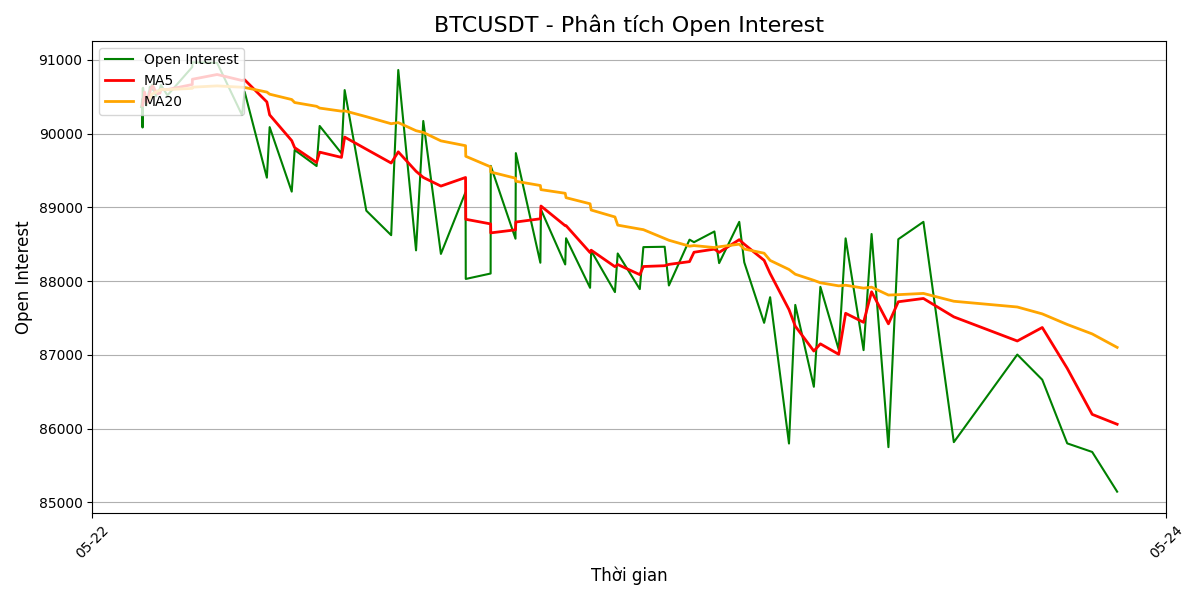 BTCUSDT - Phân tích Open Interest
Open Interest
MA5
MA20
91000
90000
89000
88000
87000
86000
85000
Open Interest
05-22
05-24
Thời gian